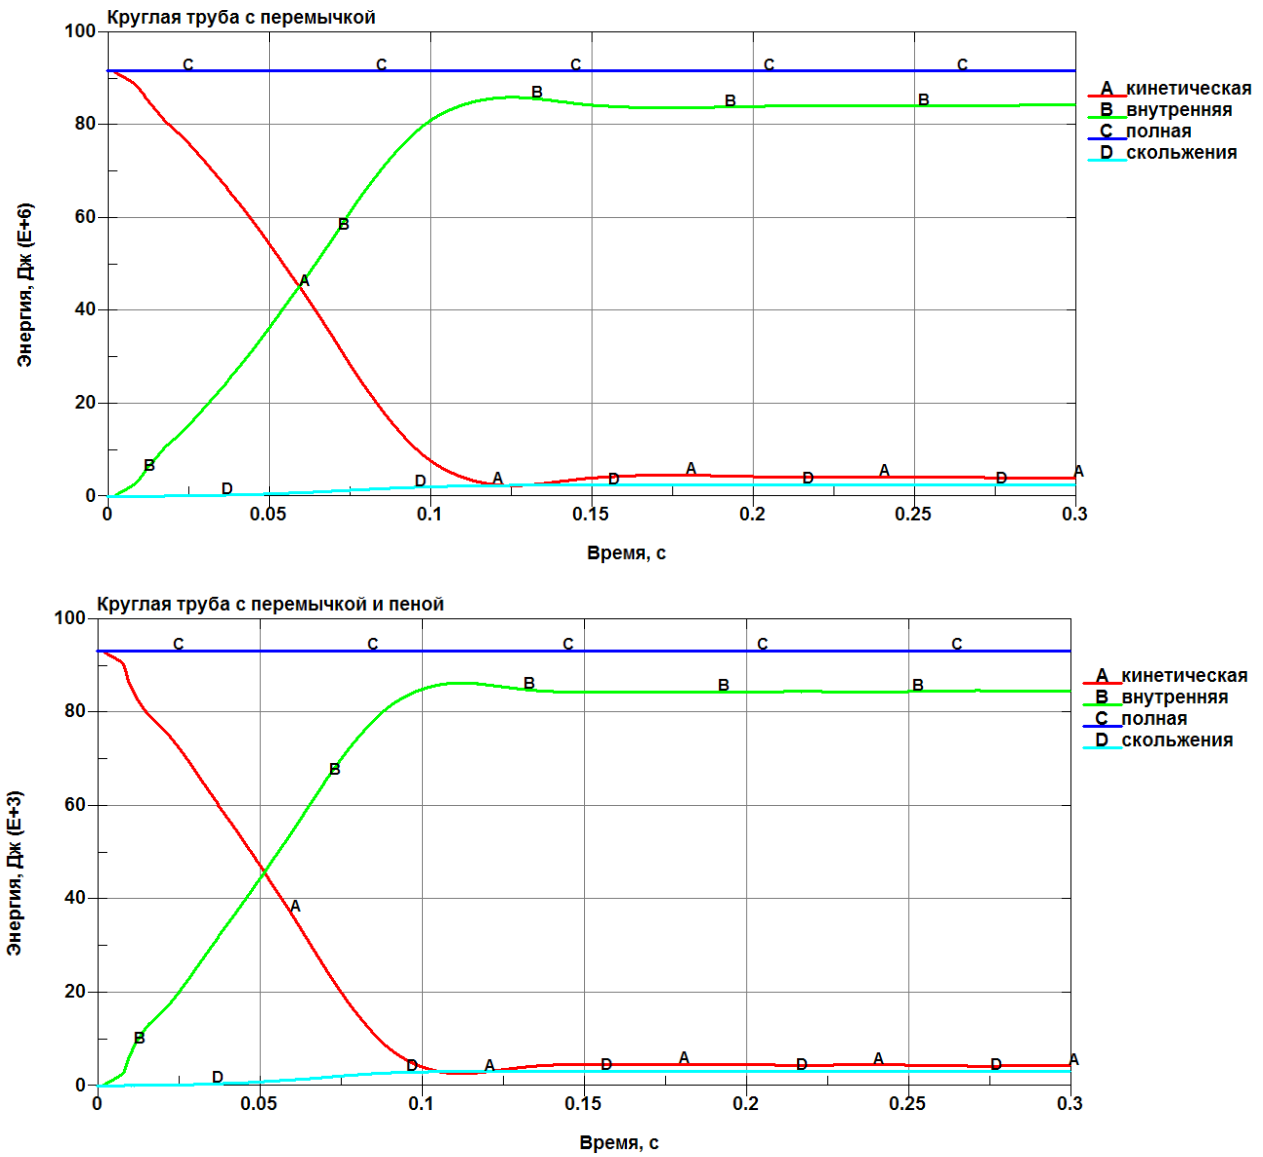 Круглая труба с перемычкой
100
80
60
40
20
0
Энергия, Дж (E+6)
C C C C C
B B B B B
A A A A A
D D D D
0 0.05 0.1 0.15 0.2 0.25 0.3
Время, с
A кинетическая
B внутренняя
C полная
D скольжения
Круглая труба с перемычкой и пеной
100
80
60
40
20
0
Энергия, Дж (E+3)
C C C C C
B B B B B
A A A A A
D D D D D
0 0.05 0.1 0.15 0.2 0.25 0.3
Время, с
A кинетическая
B внутренняя
C полная
D скольжения